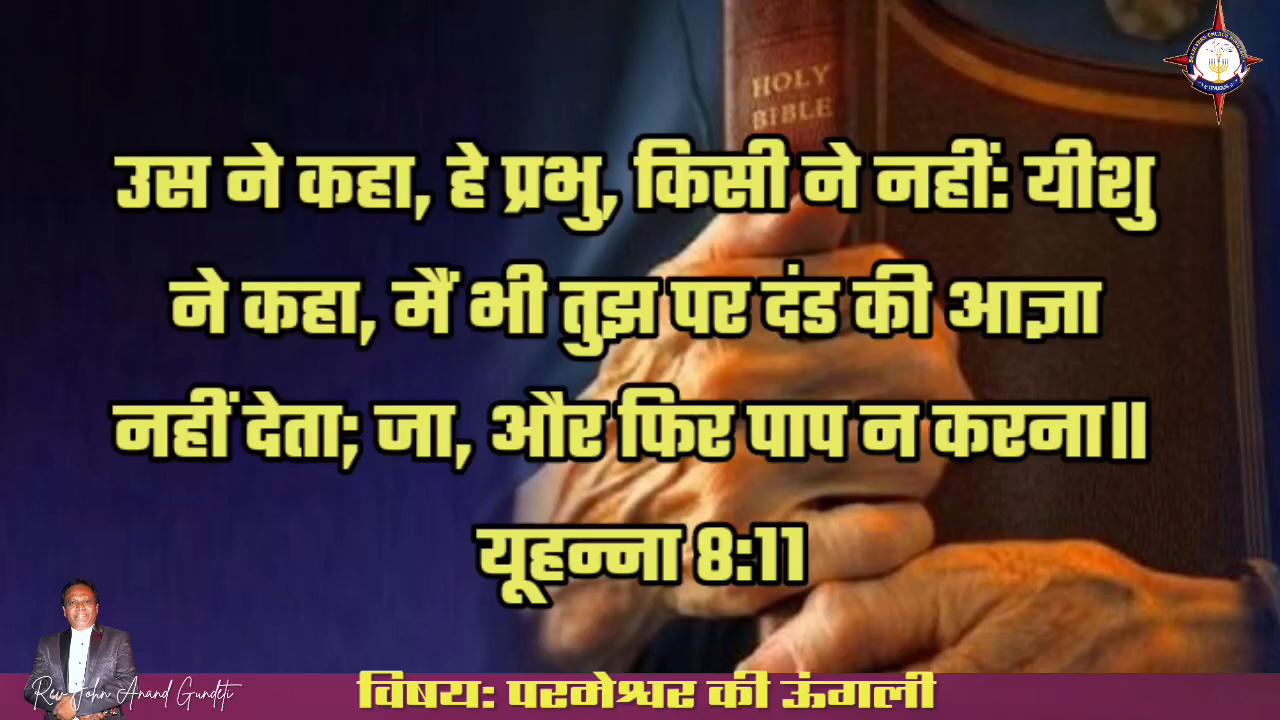 HOLY
BIBLE
उस ने कहा, हे प्रभु, किसी ने नहीं: यीशु
ने कहा, मैं भी तुझ पर दंड की आज्ञा
नहीं देता; जा, और फिर पाप न करना॥
यूहन्ना 8:11
Rev John Anand Gundeti
विषय: परमेश्वर की ऊंगली